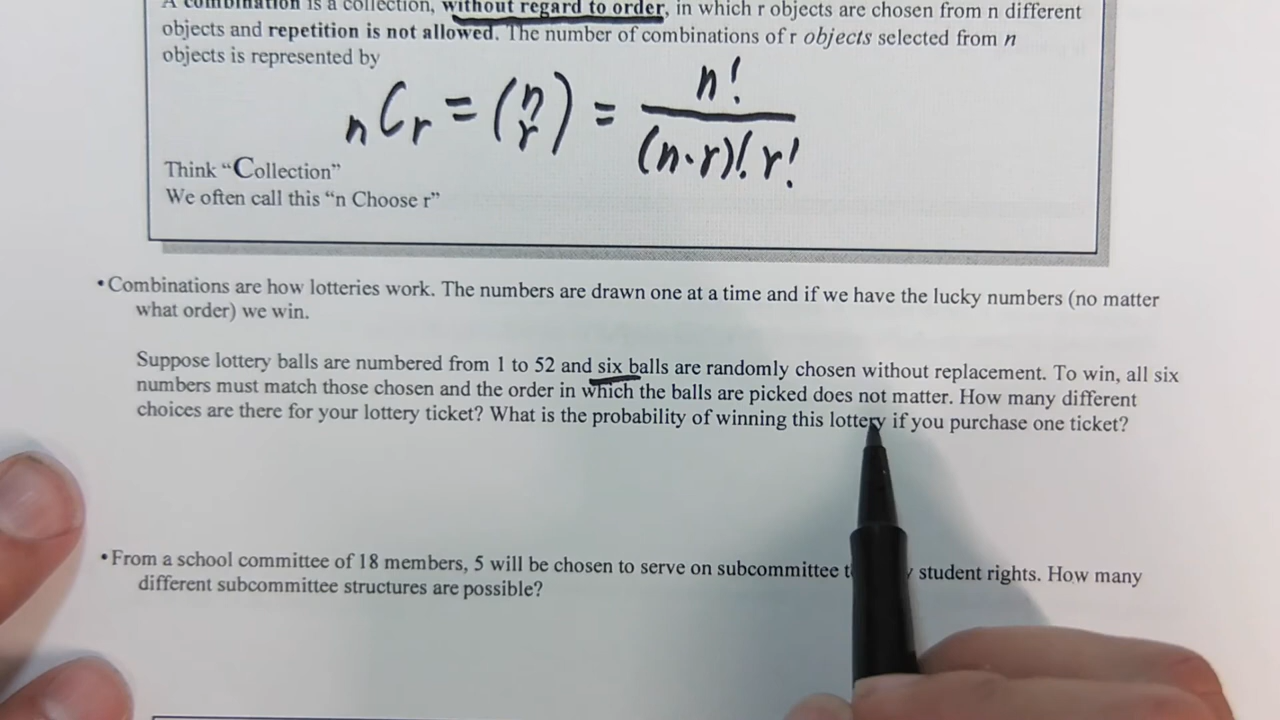 A combination is a collection, without regard to order, in which r objects are chosen from n different
objects and repetition is not allowed. The number of combinations of r objects selected from n
objects is represented by
nCr = (n r) = n! / (n-r)! r!
Think “Collection”
We often call this “n Choose r”
•Combinations are how lotteries work. The numbers are drawn one at a time and if we have the lucky numbers (no matter
what order) we win.
Suppose lottery balls are numbered from 1 to 52 and six balls are randomly chosen without replacement. To win, all six
numbers must match those chosen and the order in which the balls are picked does not matter. How many different
choices are there for your lottery ticket? What is the probability of winning this lottery if you purchase one ticket?
•From a school committee of 18 members, 5 will be chosen to serve on subcommittee student rights. How many
different subcommittee structures are possible?